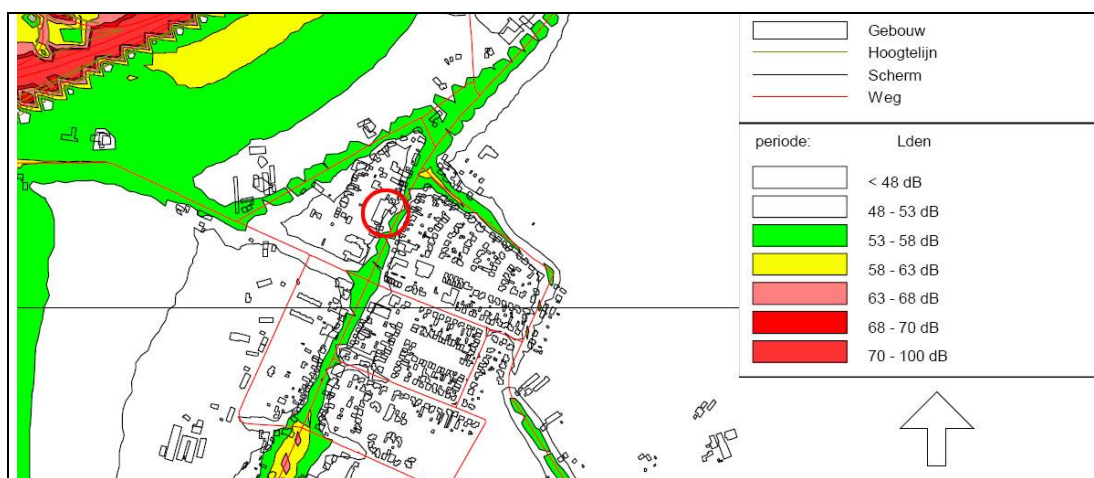 Gebouw
Hoogtelijn
Scherm
Weg
periode: Lden
< 48 dB
48 - 53 dB
53 - 58 dB
58 - 63 dB
63 - 68 dB
68 - 70 dB
70 - 100 dB